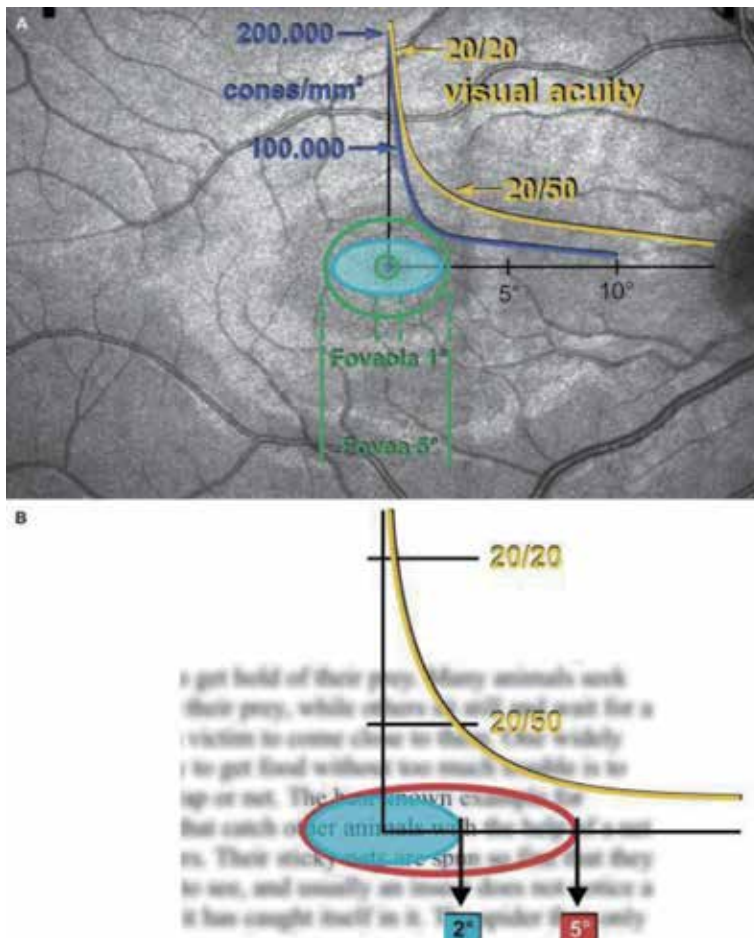 A
200.000
20/20
cones/mm²
visual acuity
100.000
20/50
5°
10°
Fovea 5°
B
20/20
get hold of their prey. Many animals seek
their prey, while others sit still and wait for a
victim to come close to them. One widely
to get food without too much trouble is to
or net. The best known example for
that catch other animals with the help of a net
Their sticky nets are spun so fine that they
to see, and usually an insect does not notice a
it has caught itself in it. The spider then only
20/50
2°
5°